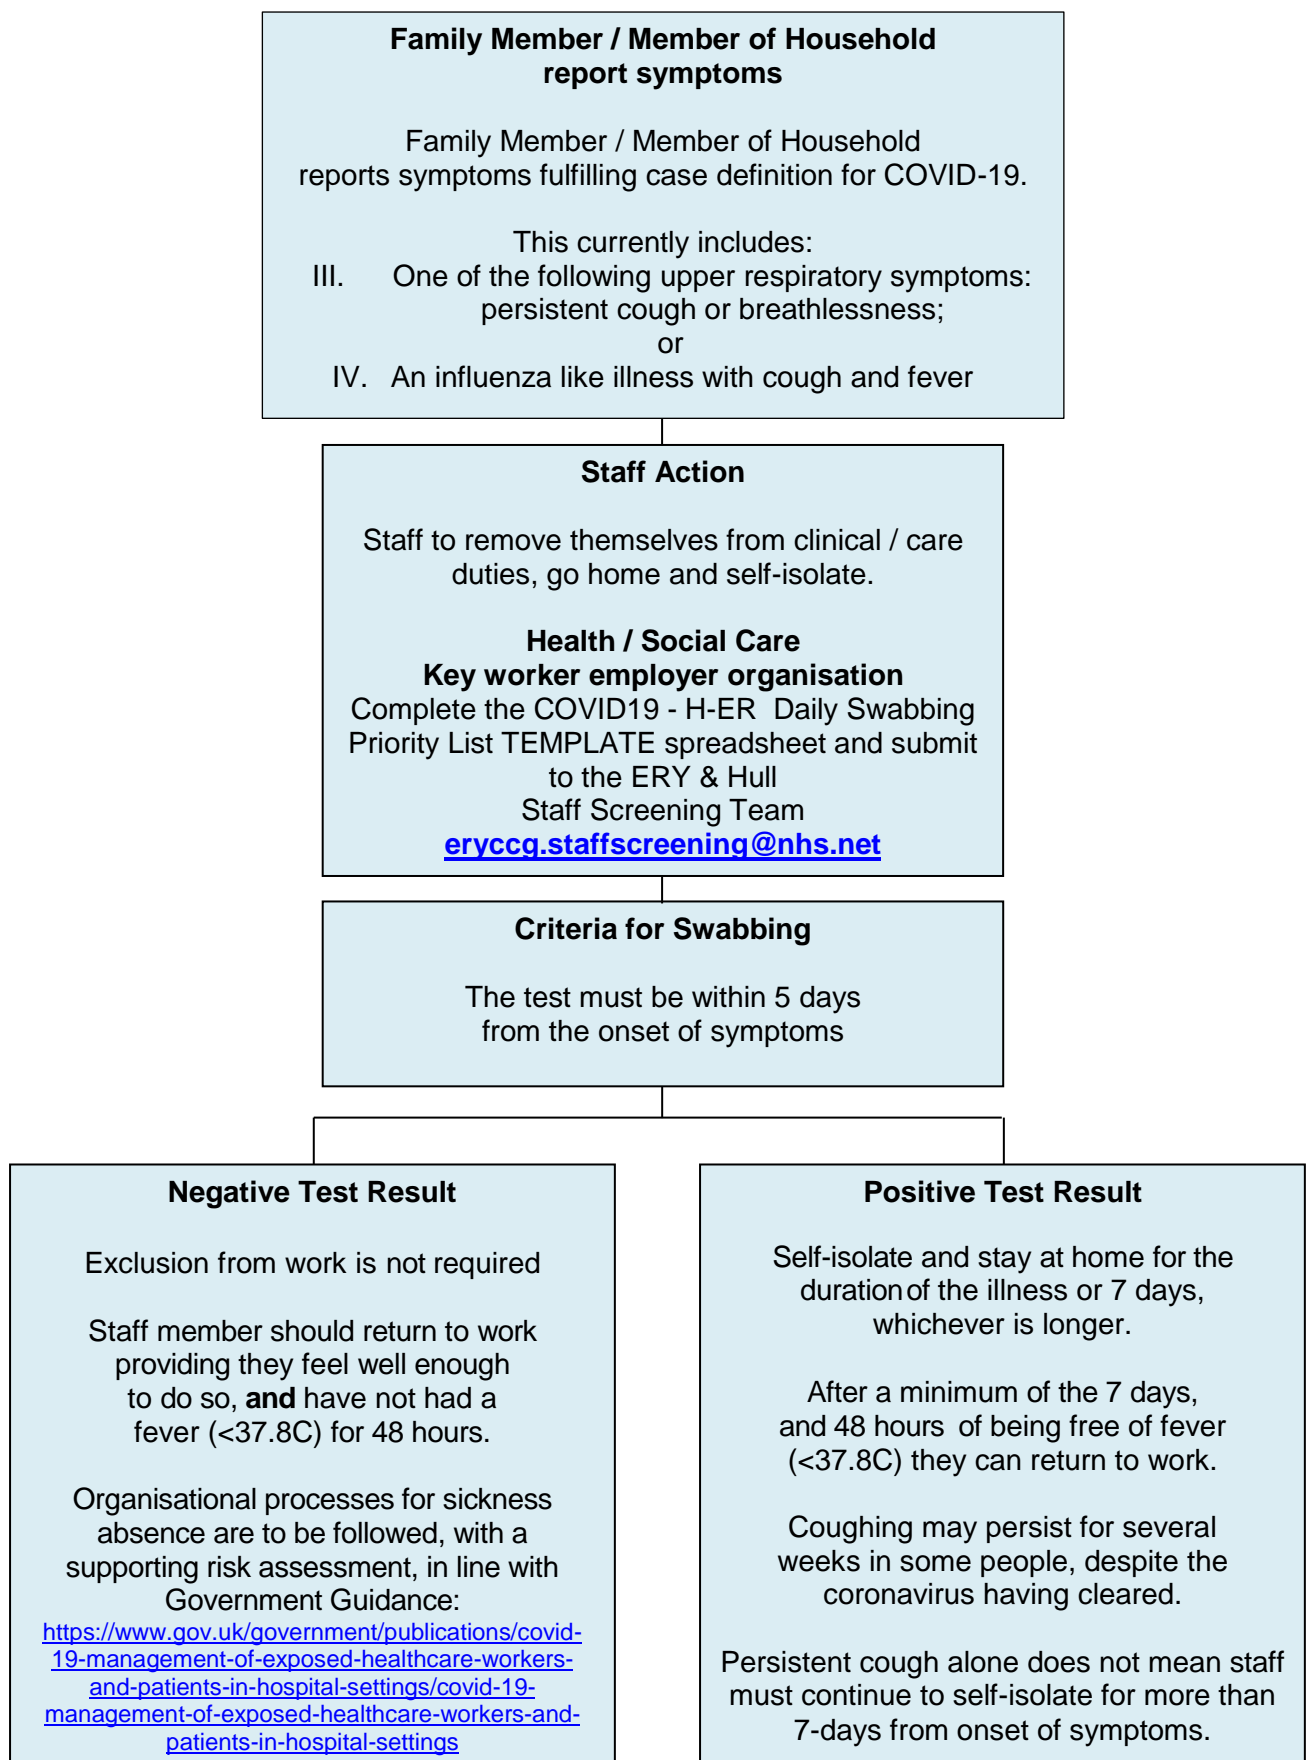 Family Member / Member of Household
report symptoms
Family Member / Member of Household
reports symptoms fulfilling case definition for COVID-19.
This currently includes:
III. One of the following upper respiratory symptoms:
persistent cough or breathlessness;
or
IV. An influenza like illness with cough and fever
Staff Action
Staff to remove themselves from clinical / care
duties, go home and self-isolate.
Health / Social Care
Key worker employer organisation
Complete the COVID19 - H-ER Daily Swabbing
Priority List TEMPLATE spreadsheet and submit
to the ERY & Hull
Staff Screening Team
eryccg.staffscreening@nhs.net
Criteria for Swabbing
The test must be within 5 days
from the onset of symptoms
Negative Test Result
Exclusion from work is not required
Staff member should return to work
providing they feel well enough
to do so, and have not had a
fever (<37.8C) for 48 hours.
Organisational processes for sickness
absence are to be followed, with a
supporting risk assessment, in line with
Government Guidance:
https://www.gov.uk/government/publications/covid-
19-management-of-exposed-healthcare-workers-
and-patients-in-hospital-settings/covid-19-
management-of-exposed-healthcare-workers-and-
patients-in-hospital-settings
Positive Test Result
Self-isolate and stay at home for the
duration of the illness or 7 days,
whichever is longer.
After a minimum of the 7 days,
and 48 hours of being free of fever
(<37.8C) they can return to work.
Coughing may persist for several
weeks in some people, despite the
coronavirus having cleared.
Persistent cough alone does not mean staff
must continue to self-isolate for more than
7-days from onset of symptoms.